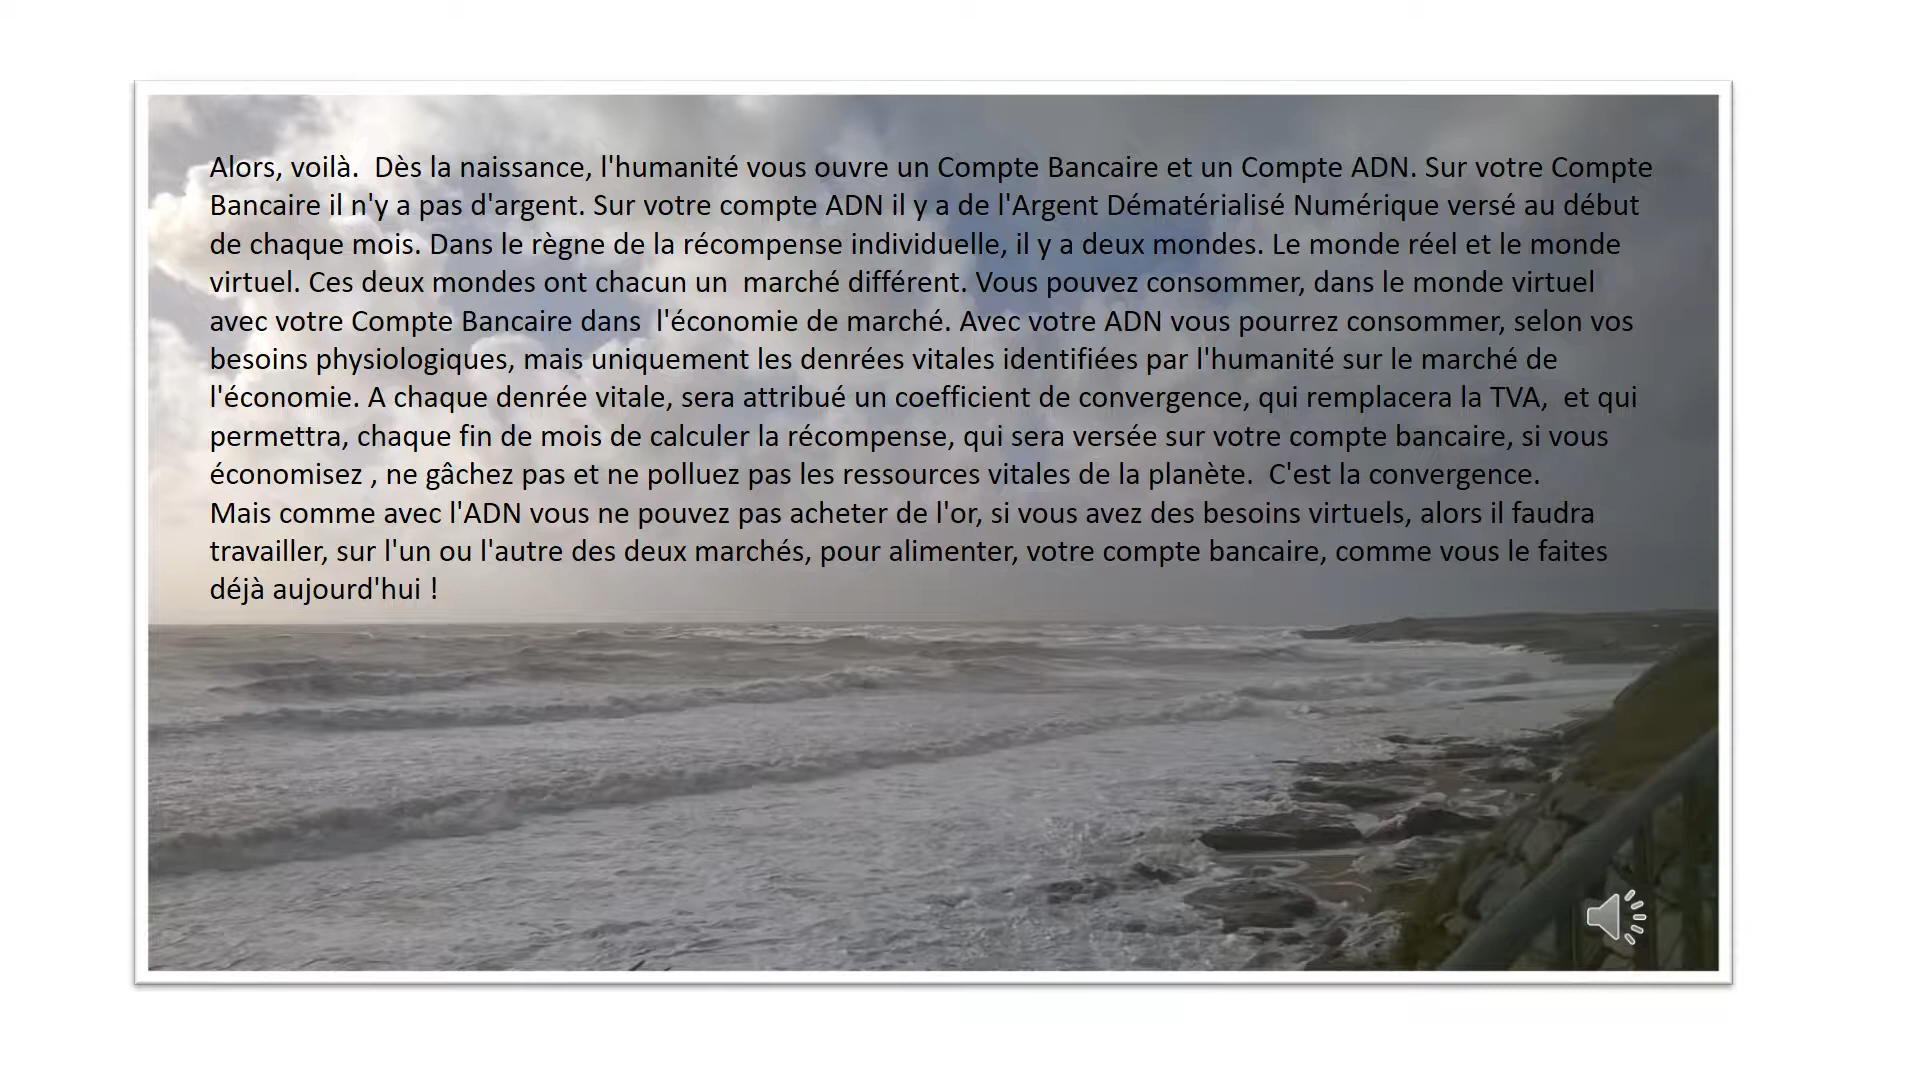 Alors, voilà.  Dès la naissance, l'humanité vous ouvre un Compte Bancaire et un Compte ADN. Sur votre Compte
Bancaire il n'y a pas d'argent. Sur votre compte ADN il y a de l'Argent Dématérialisé Numérique versé au début
de chaque mois. Dans le règne de la récompense individuelle, il y a deux mondes. Le monde réel et le monde
virtuel. Ces deux mondes ont chacun un  marché différent. Vous pouvez consommer, dans le monde virtuel
avec votre Compte Bancaire dans  l'économie de marché. Avec votre ADN vous pourrez consommer, selon vos
besoins physiologiques, mais uniquement les denrées vitales identifiées par l'humanité sur le marché de
l'économie. A chaque denrée vitale, sera attribué un coefficient de convergence, qui remplacera la TVA,  et qui
permettra, chaque fin de mois de calculer la récompense, qui sera versée sur votre compte bancaire, si vous
économisez , ne gâchez pas et ne polluez pas les ressources vitales de la planète.  C'est la convergence.
Mais comme avec l'ADN vous ne pouvez pas acheter de l'or, si vous avez des besoins virtuels, alors il faudra
travailler, sur l'un ou l'autre des deux marchés, pour alimenter, votre compte bancaire, comme vous le faites
déjà aujourd'hui !